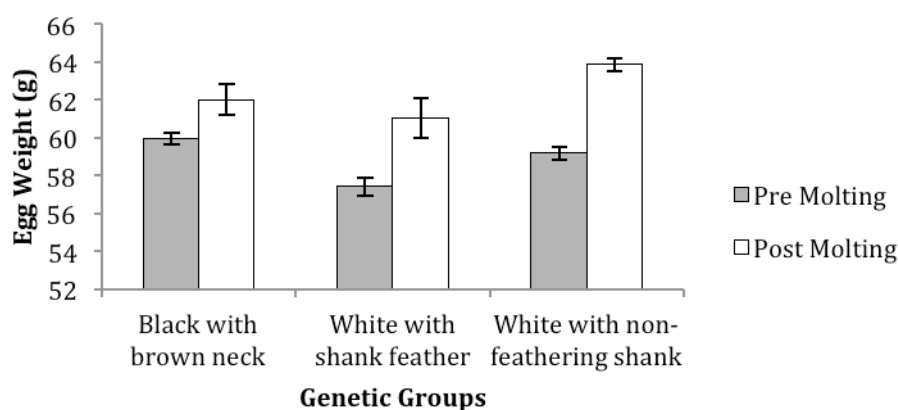 Egg Weight (g)
66
64
62
60
58
56
54
52
Black with
brown neck
White with
shank feather
White with non-
feathering shank
Genetic Groups
Pre Molting
Post Molting